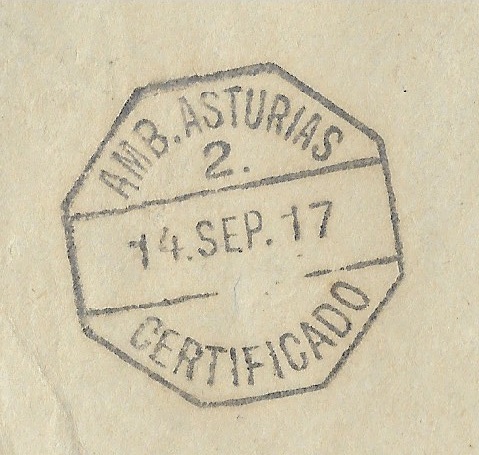 AMB. ASTURIAS
2.
14. SEP. 17
CERTIFICADO